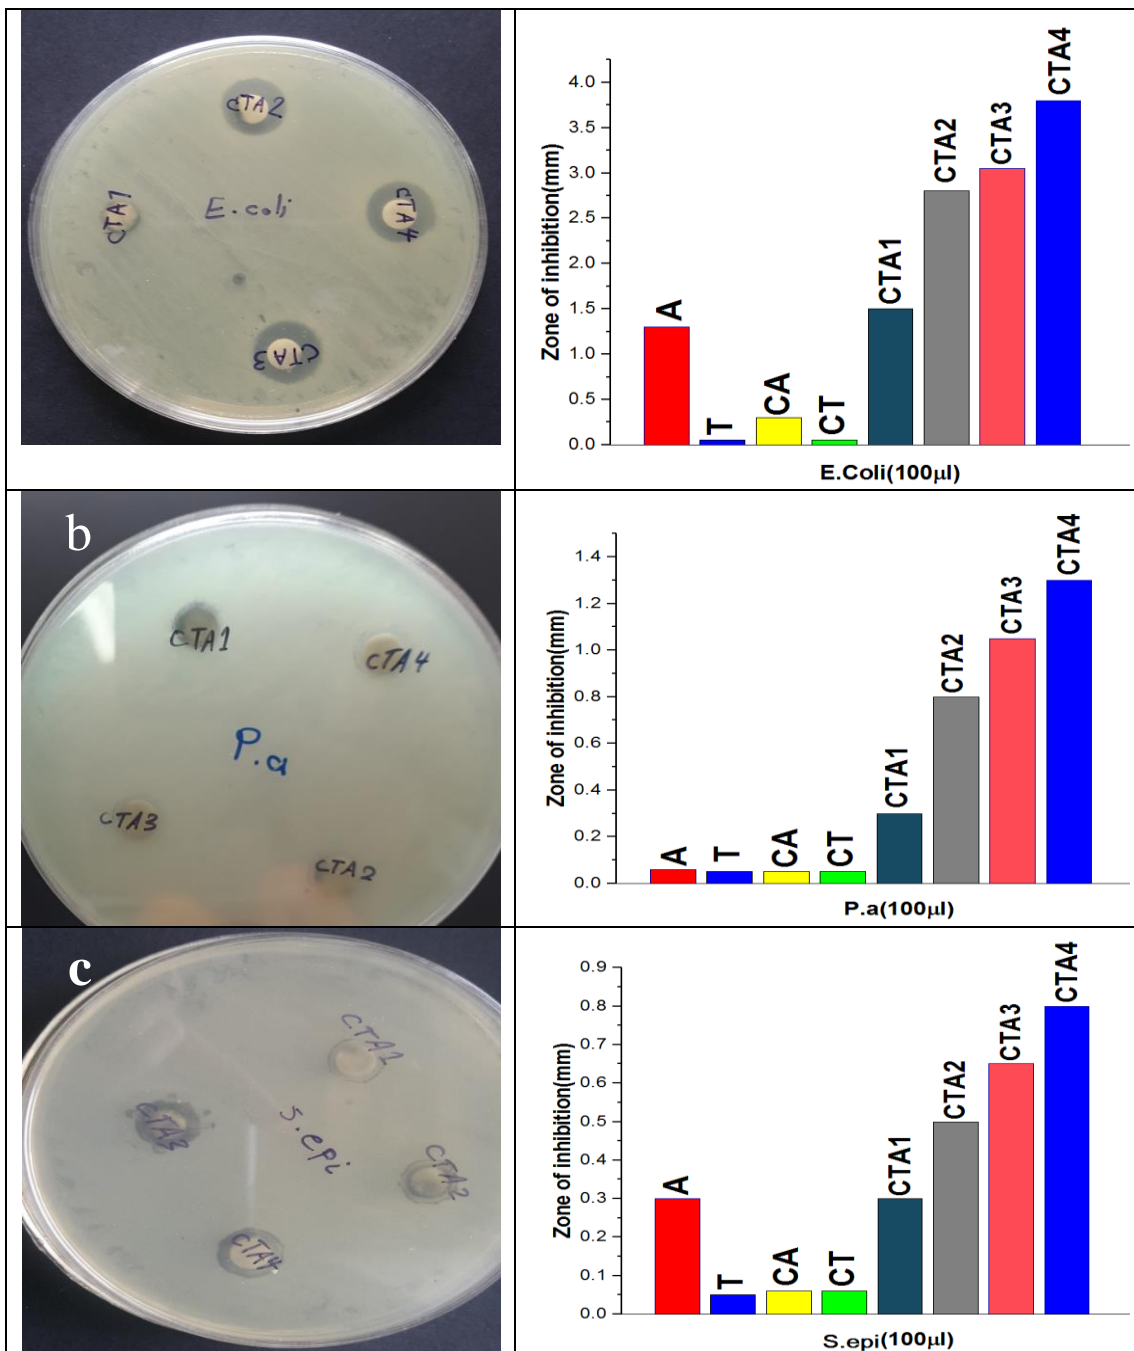 CTA2
CTA1
E.coli
CTA4
CTA3
Zone of inhibition(mm)
4.0
3.5
3.0
2.5
2.0
1.5
1.0
0.5
0.0
A
T
CA
CT
CTA1
CTA2
CTA3
CTA4
E.Coli(100µl)
b
CTA1
CTA4
P.a
CTA3
CTA2
Zone of inhibition(mm)
1.4
1.2
1.0
0.8
0.6
0.4
0.2
0.0
A
T
CA
CT
CTA1
CTA2
CTA3
CTA4
P.a(100µl)
c
CTA1
CTA3
S.epi
CTA2
CTA4
Zone of inhibition(mm)
0.9
0.8
0.7
0.6
0.5
0.4
0.3
0.2
0.1
0.0
A
T
CA
CT
CTA1
CTA2
CTA3
CTA4
S.epi(100µl)